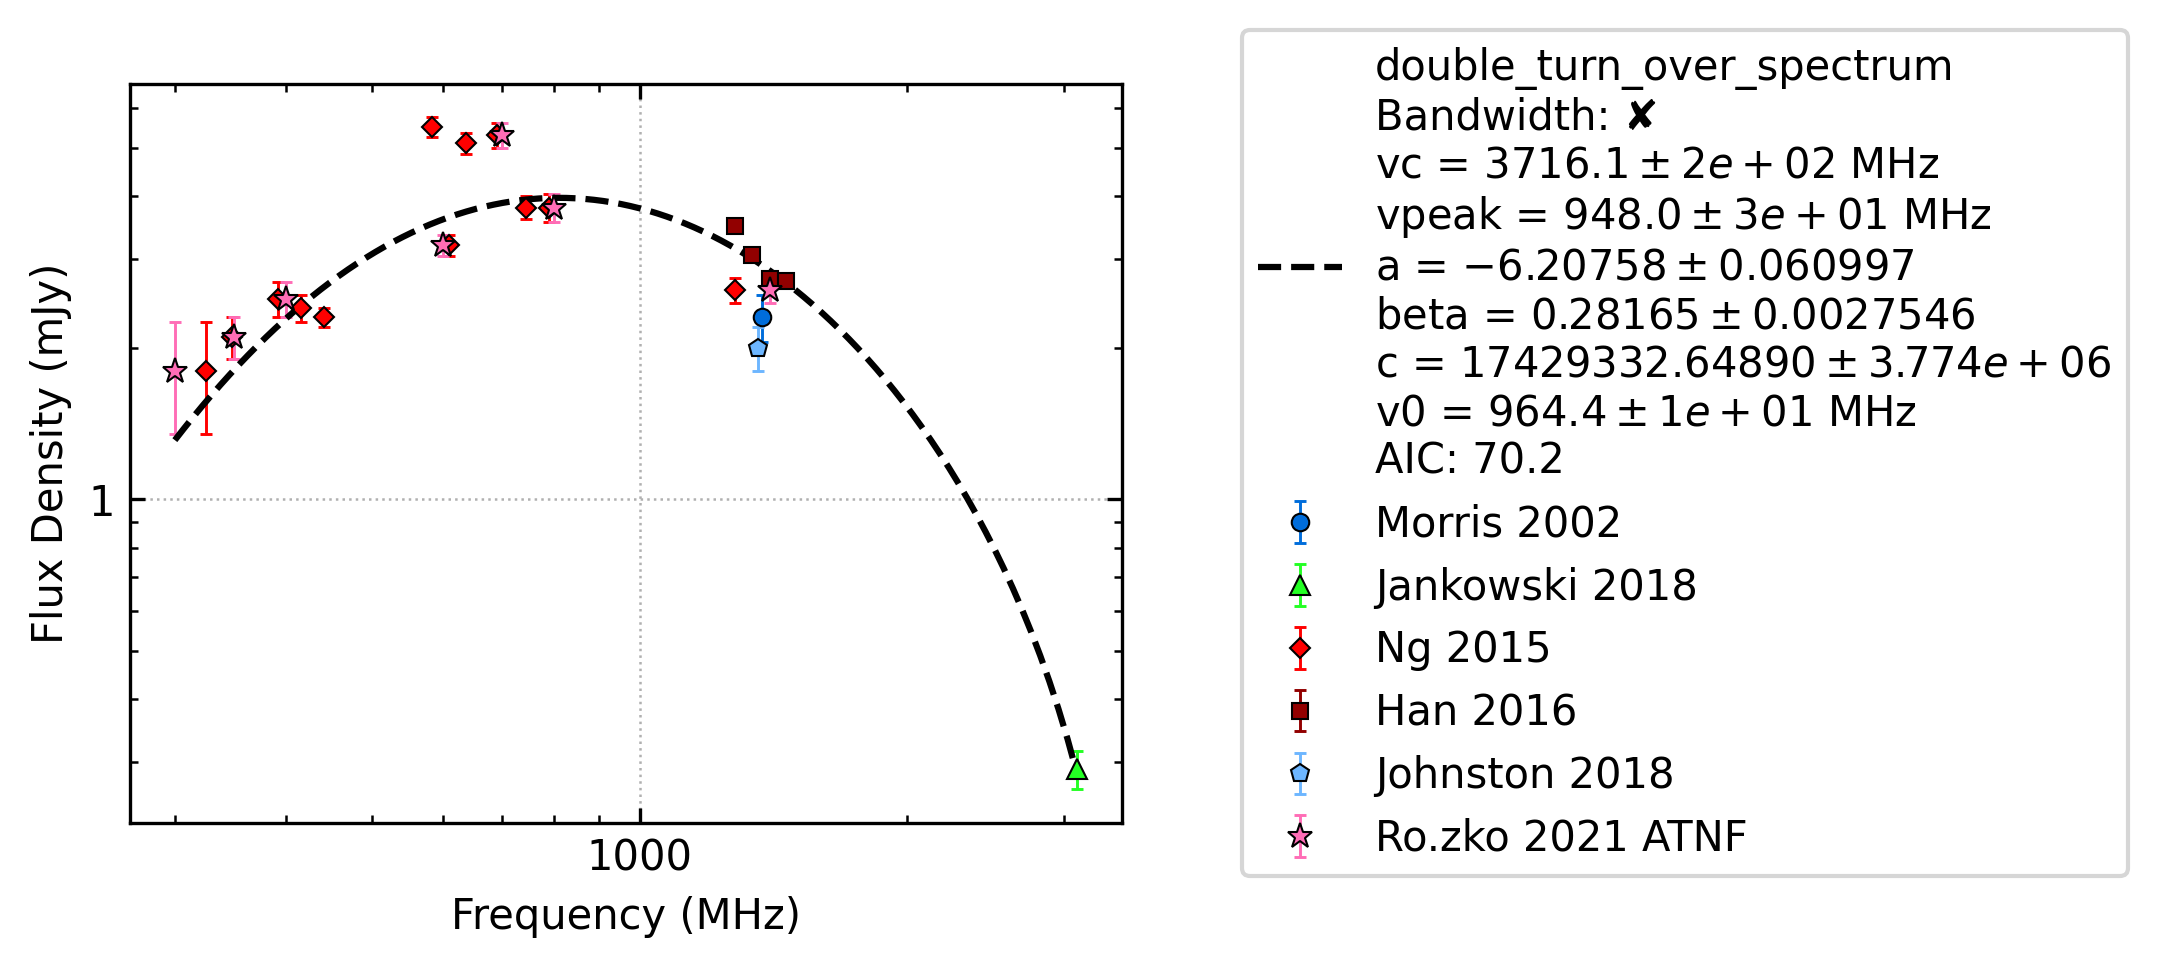 Flux Density (mJy)
1
1000
Frequency (MHz)
double_turn_over_spectrum
Bandwidth: ✘
vc = 3716.1 ± 2e + 02 MHz
vpeak = 948.0 ± 3e + 01 MHz
a = −6.20758 ± 0.060997
beta = 0.28165 ± 0.0027546
c = 17429332.64890 ± 3.774e + 06
v0 = 964.4 ± 1e + 01 MHz
AIC: 70.2
Morris 2002
Jankowski 2018
Ng 2015
Han 2016
Johnston 2018
Ro.zko 2021 ATNF